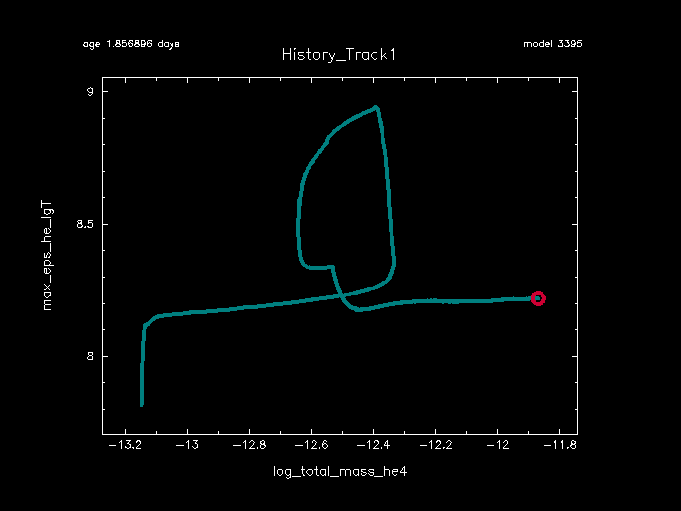 age 1.856896 days
model 3395
History_Track1
9
8.5
8
max_eps_he_lgT
−13.2
−13
−12.8
−12.6
−12.4
−12.2
−12
−11.8
log_total_mass_he4